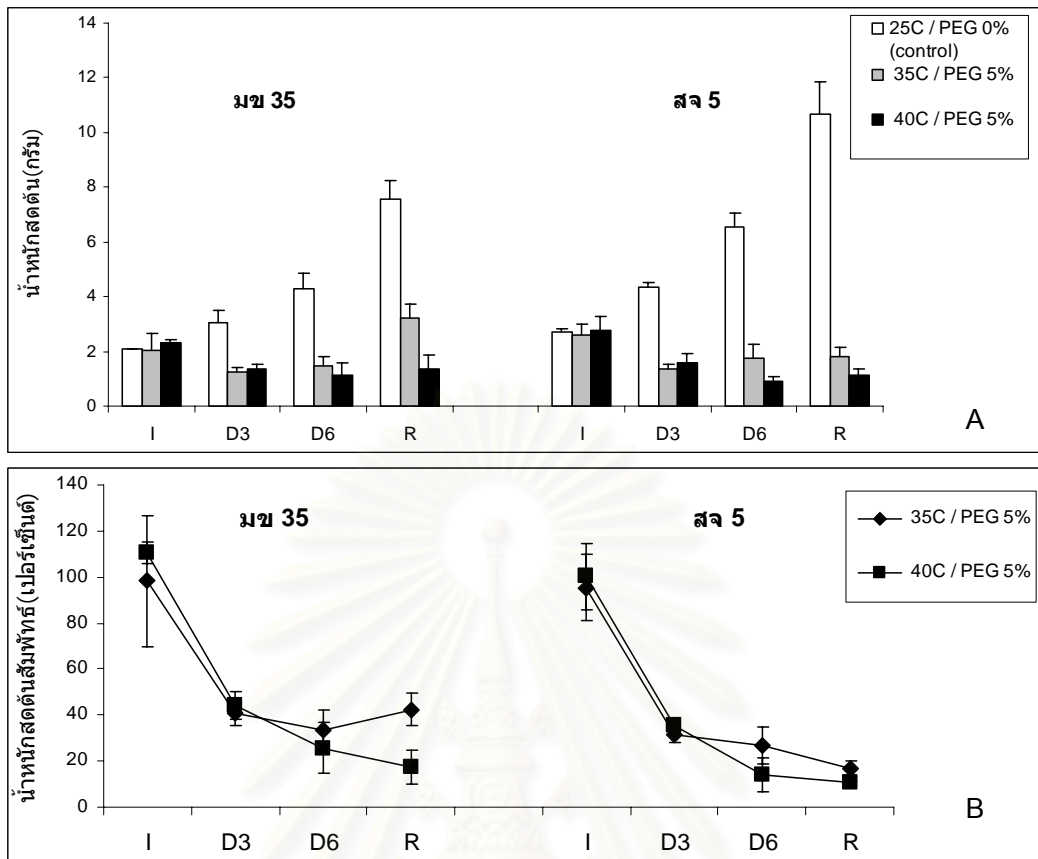 14
12
10
8
6
4
2
0
น้ำหนักสดต้น(กรัม)
มข 35
สจ 5
25C / PEG 0%
(control)
35C / PEG 5%
40C / PEG 5%
I D3 D6 R I D3 D6 R
A
140
120
100
80
60
40
20
0
น้ำหนักสดต้นสัมพัทธ์(เปอร์เซ็นต์)
มข 35
สจ 5
35C / PEG 5%
40C / PEG 5%
I D3 D6 R I D3 D6 R
B